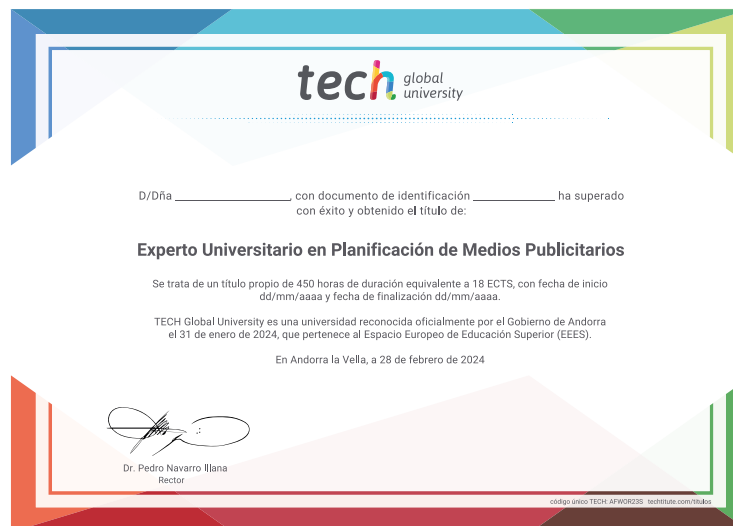 tech global university
D/Dña ______________, con documento de identificación __________ ha superado
con éxito y obtenido el título de:
Experto Universitario en Planificación de Medios Publicitarios
Se trata de un título propio de 450 horas de duración equivalente a 18 ECTS, con fecha de inicio
dd/mm/aaaa y fecha de finalización dd/mm/aaaa.
TECH Global University es una universidad reconocida oficialmente por el Gobierno de Andorra
el 31 de enero de 2024, que pertenece al Espacio Europeo de Educación Superior (EEES).
En Andorra la Vella, a 28 de febrero de 2024
Dr. Pedro Navarro Illana
Rector
código único TECH: AFWOR23S techtitute.com/titulos